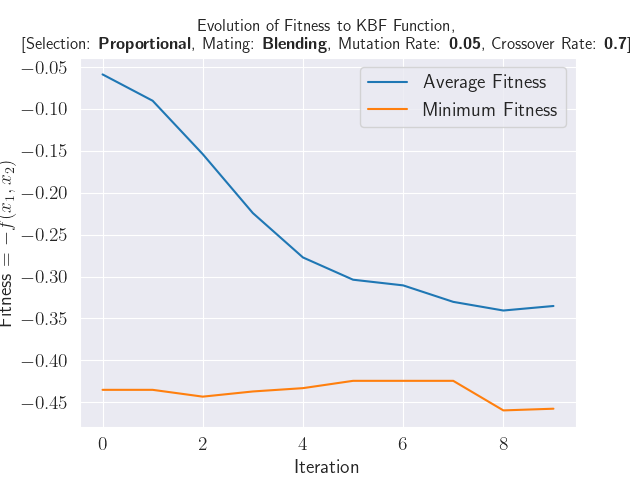 Evolution of Fitness to KBF Function,
[Selection: Proportional, Mating: Blending, Mutation Rate: 0.05, Crossover Rate: 0.7]
Average Fitness
Minimum Fitness
Fitness = −f(x₁, x₂)
−0.05
−0.10
−0.15
−0.20
−0.25
−0.30
−0.35
−0.40
−0.45
0 2 4 6 8
Iteration